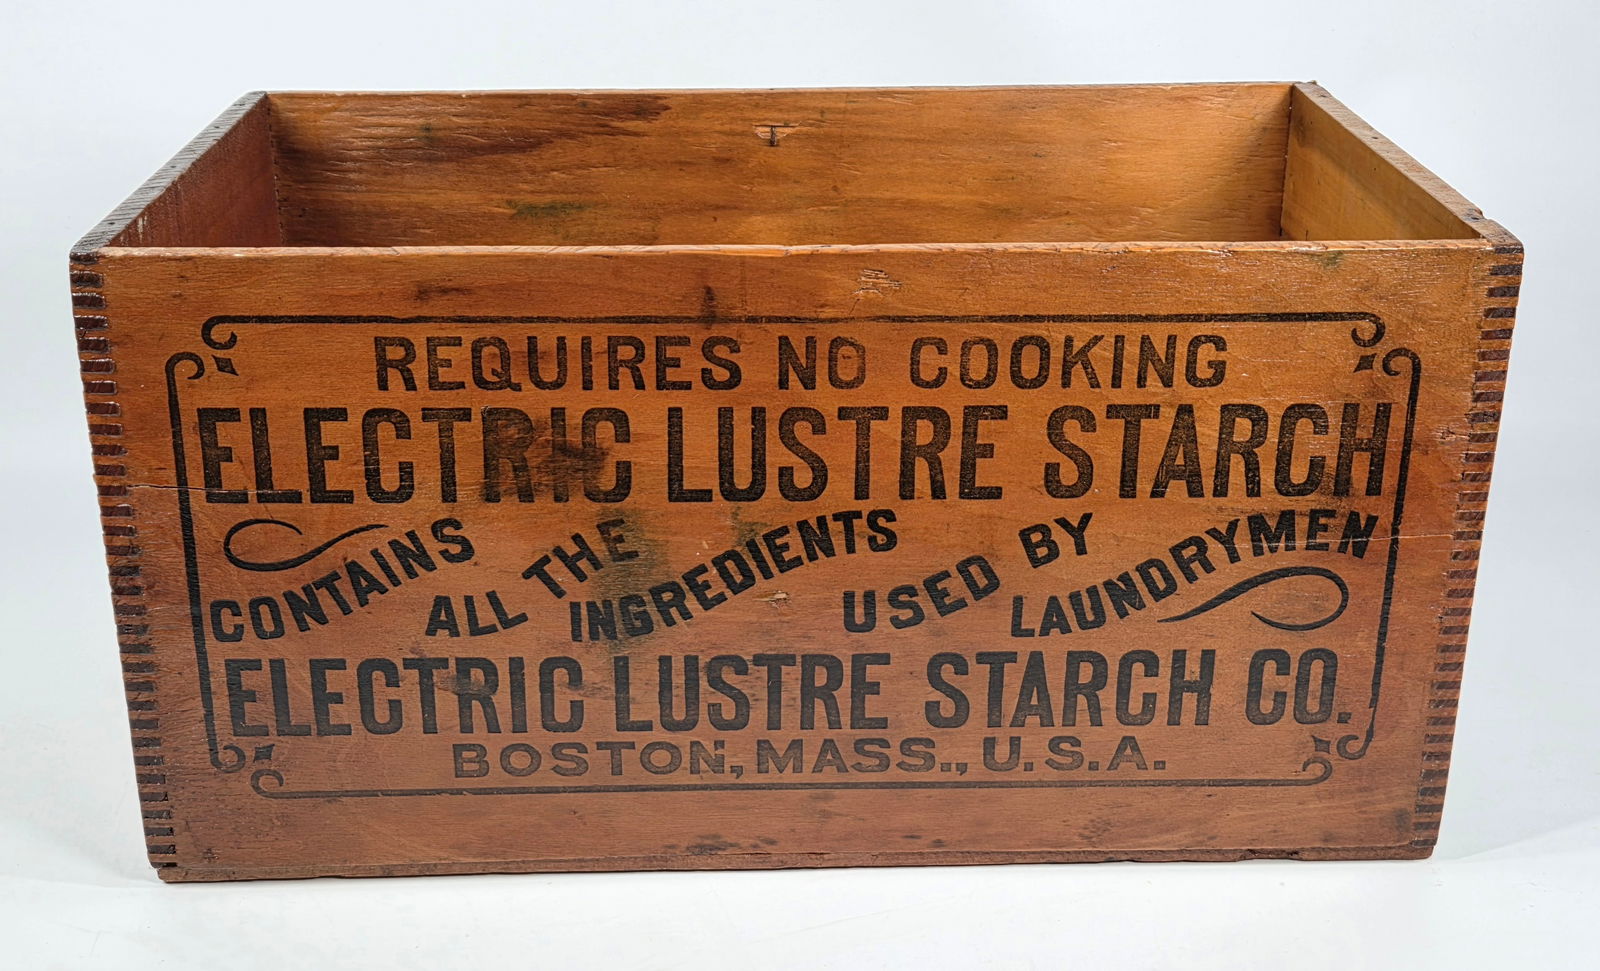 REQUIRES NO COOKING
ELECTRIC LUSTRE STARCH
CONTAINS ALL THE INGREDIENTS USED BY LAUNDRYMEN
ELECTRIC LUSTRE STARCH CO.
BOSTON, MASS., U.S.A.